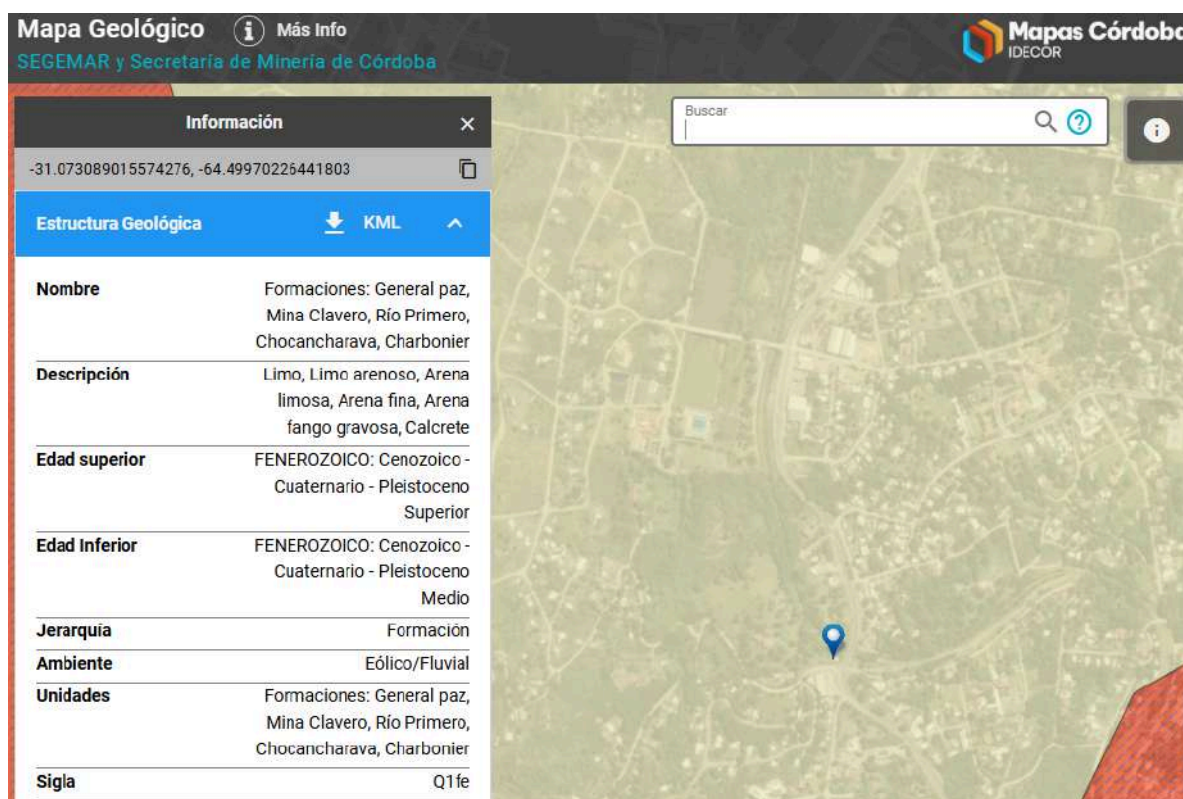 Mapa Geológico
Más Info
SEGEMAR y Secretaría de Minería de Córdoba
Mapas Córdoba
IDECOR
Información
-31.073089015574276, -64.49970226441803
Estructura Geológica
KML
Nombre
Formaciones: General paz,
Mina Clavero, Río Primero,
Chocancharava, Charbonier
Descripción
Limo, Limo arenoso, Arena
limosa, Arena fina, Arena
fango gravosa, Calcrete
Edad superior
FENEROZOICO: Cenozoico -
Cuaternario - Pleistoceno
Superior
Edad Inferior
FENEROZOICO: Cenozoico -
Cuaternario - Pleistoceno
Medio
Jerarquía
Formación
Ambiente
Eólico/Fluvial
Unidades
Formaciones: General paz,
Mina Clavero, Río Primero,
Chocancharava, Charbonier
Sigla
Q1fe
Buscar